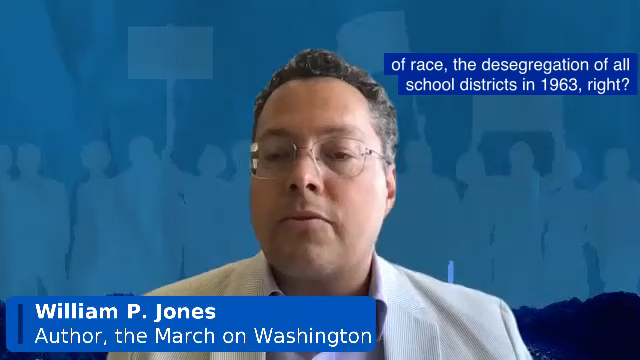 of race, the desegregation of all
school districts in 1963, right?
William P. Jones
Author, the March on Washington